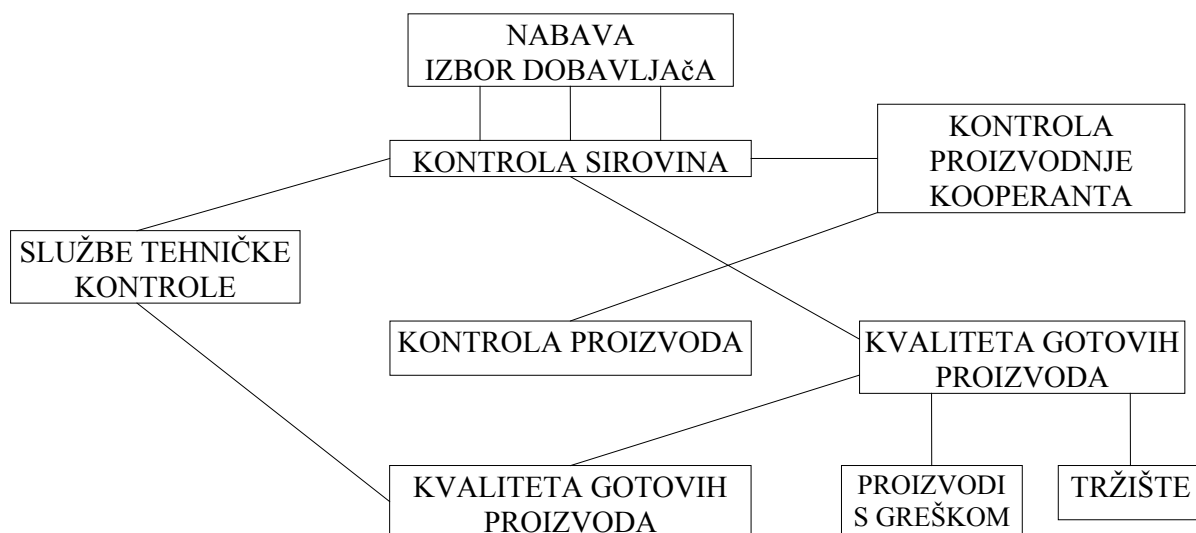 NABAVA
IZBOR DOBAVLJAčA
KONTROLA SIROVINA
KONTROLA
PROIZVODNJE
KOOPERANTA
SLUŽBE TEHNIČKE
KONTROLE
KONTROLA PROIZVODA
KVALITETA GOTOVIH
PROIZVODA
KVALITETA GOTOVIH
PROIZVODA
PROIZVODI
S GREŠKOM
TRŽIŠTE